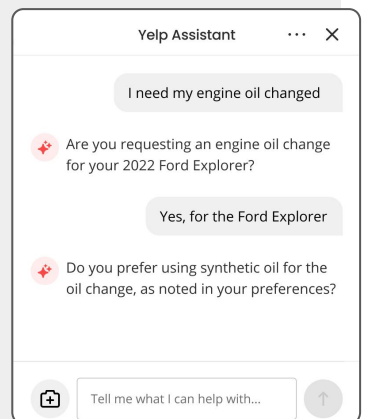 Yelp Assistant
I need my engine oil changed
Are you requesting an engine oil change
for your 2022 Ford Explorer?
Yes, for the Ford Explorer
Do you prefer using synthetic oil for the
oil change, as noted in your preferences?
Tell me what I can help with...